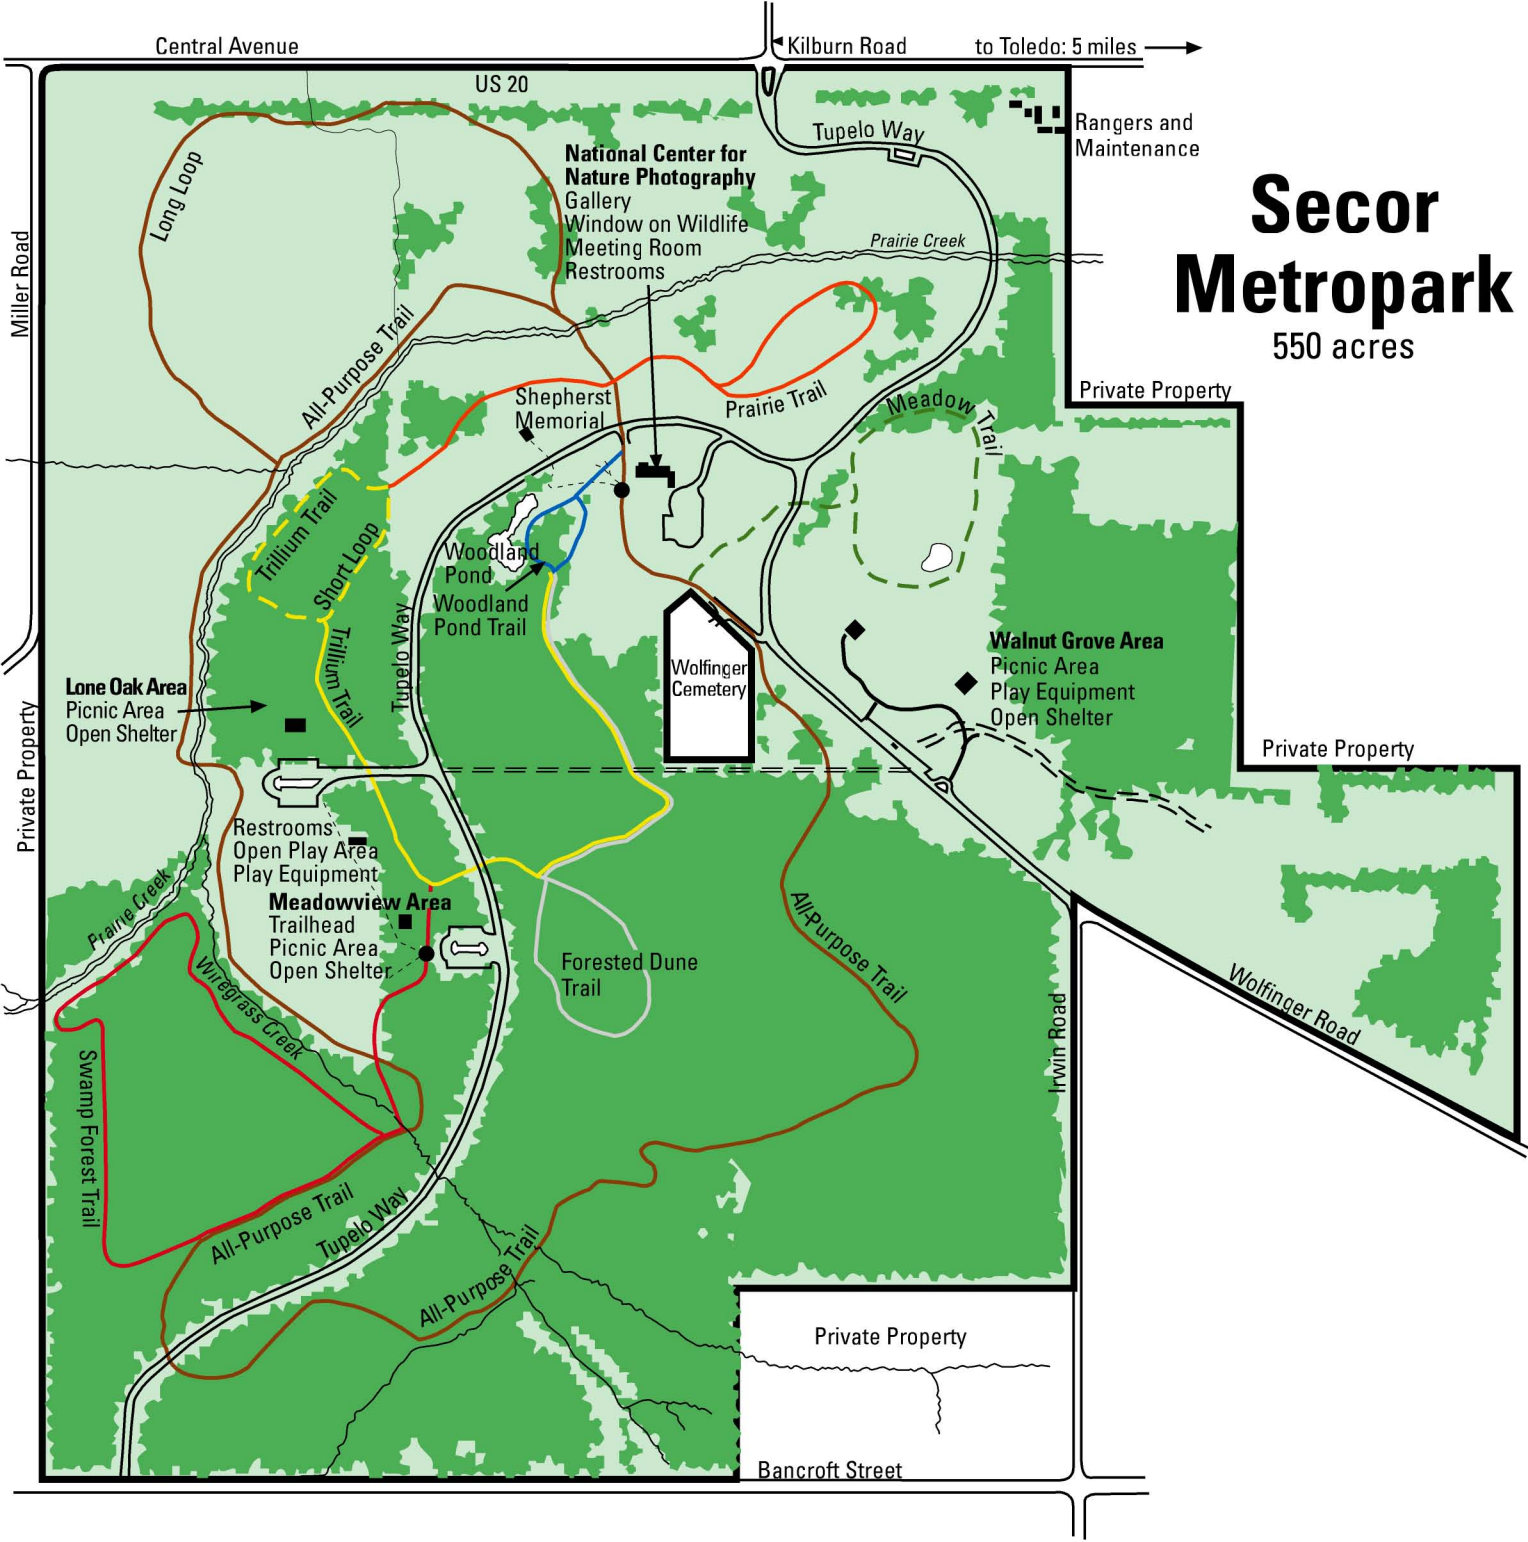 Central Avenue
Kilburn Road
to Toledo: 5 miles
US 20
Tupelo Way
Rangers and
Maintenance
Secor
Metropark
550 acres
National Center for
Nature Photography
Gallery
Window on Wildlife
Meeting Room
Restrooms
Long Loop
Miller Road
Prairie Creek
All-Purpose Trail
Prairie Trail
Shepherst
Memorial
Meadow Trail
Private Property
Trillium Trail
Short Loop
Woodland
Pond
Woodland
Pond Trail
Trillium Trail
Tupelo Way
Wolfinger
Cemetery
Walnut Grove Area
Picnic Area
Play Equipment
Open Shelter
Lone Oak Area
Picnic Area
Open Shelter
Private Property
Private Property
Restrooms
Open Play Area
Play Equipment
Meadowview Area
Trailhead
Picnic Area
Open Shelter
Prairie Creek
Wiregrass Creek
Forested Dune
Trail
All-Purpose Trail
Wolfinger Road
Irwin Road
Swamp Forest Trail
All-Purpose Trail
Tupelo Way
All-Purpose Trail
Private Property
Bancroft Street